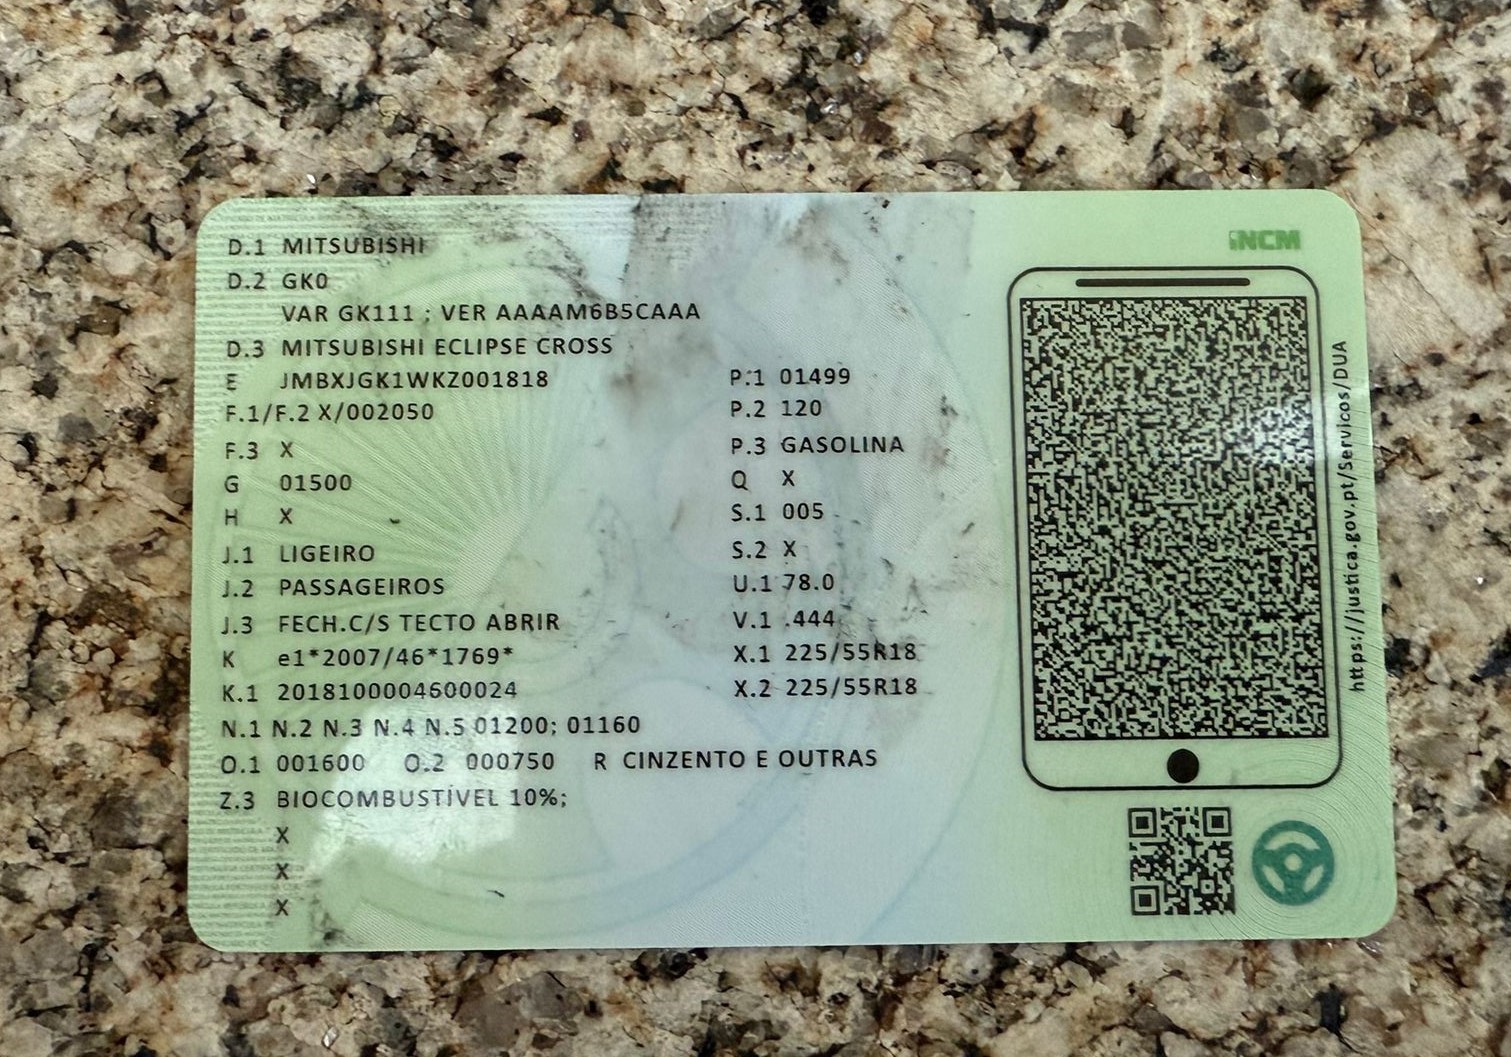 iNCM
D.1 MITSUBISHI
D.2 GK0
VAR GK111 ; VER AAAAM6B5CAAA
D.3 MITSUBISHI ECLIPSE CROSS
E JMBXJGK1WKZ001818
F.1/F.2 X/002050
F.3 X
G 01500
H X
J.1 LIGEIRO
J.2 PASSAGEIROS
J.3 FECH.C/S TECTO ABRIR
K e1*2007/46*1769*
K.1 2018100004600024
N.1 N.2 N.3 N.4 N.5 01200; 01160
O.1 001600 O.2 000750 R CINZENTO E OUTRAS
Z.3 BIOCOMBUSTÍVEL 10%;
X
X
X
P.1 01499
P.2 120
P.3 GASOLINA
Q X
S.1 005
S.2 X
U.1 78.0
V.1 .444
X.1 225/55R18
X.2 225/55R18
https://justica.gov.pt/Servicos/DUA